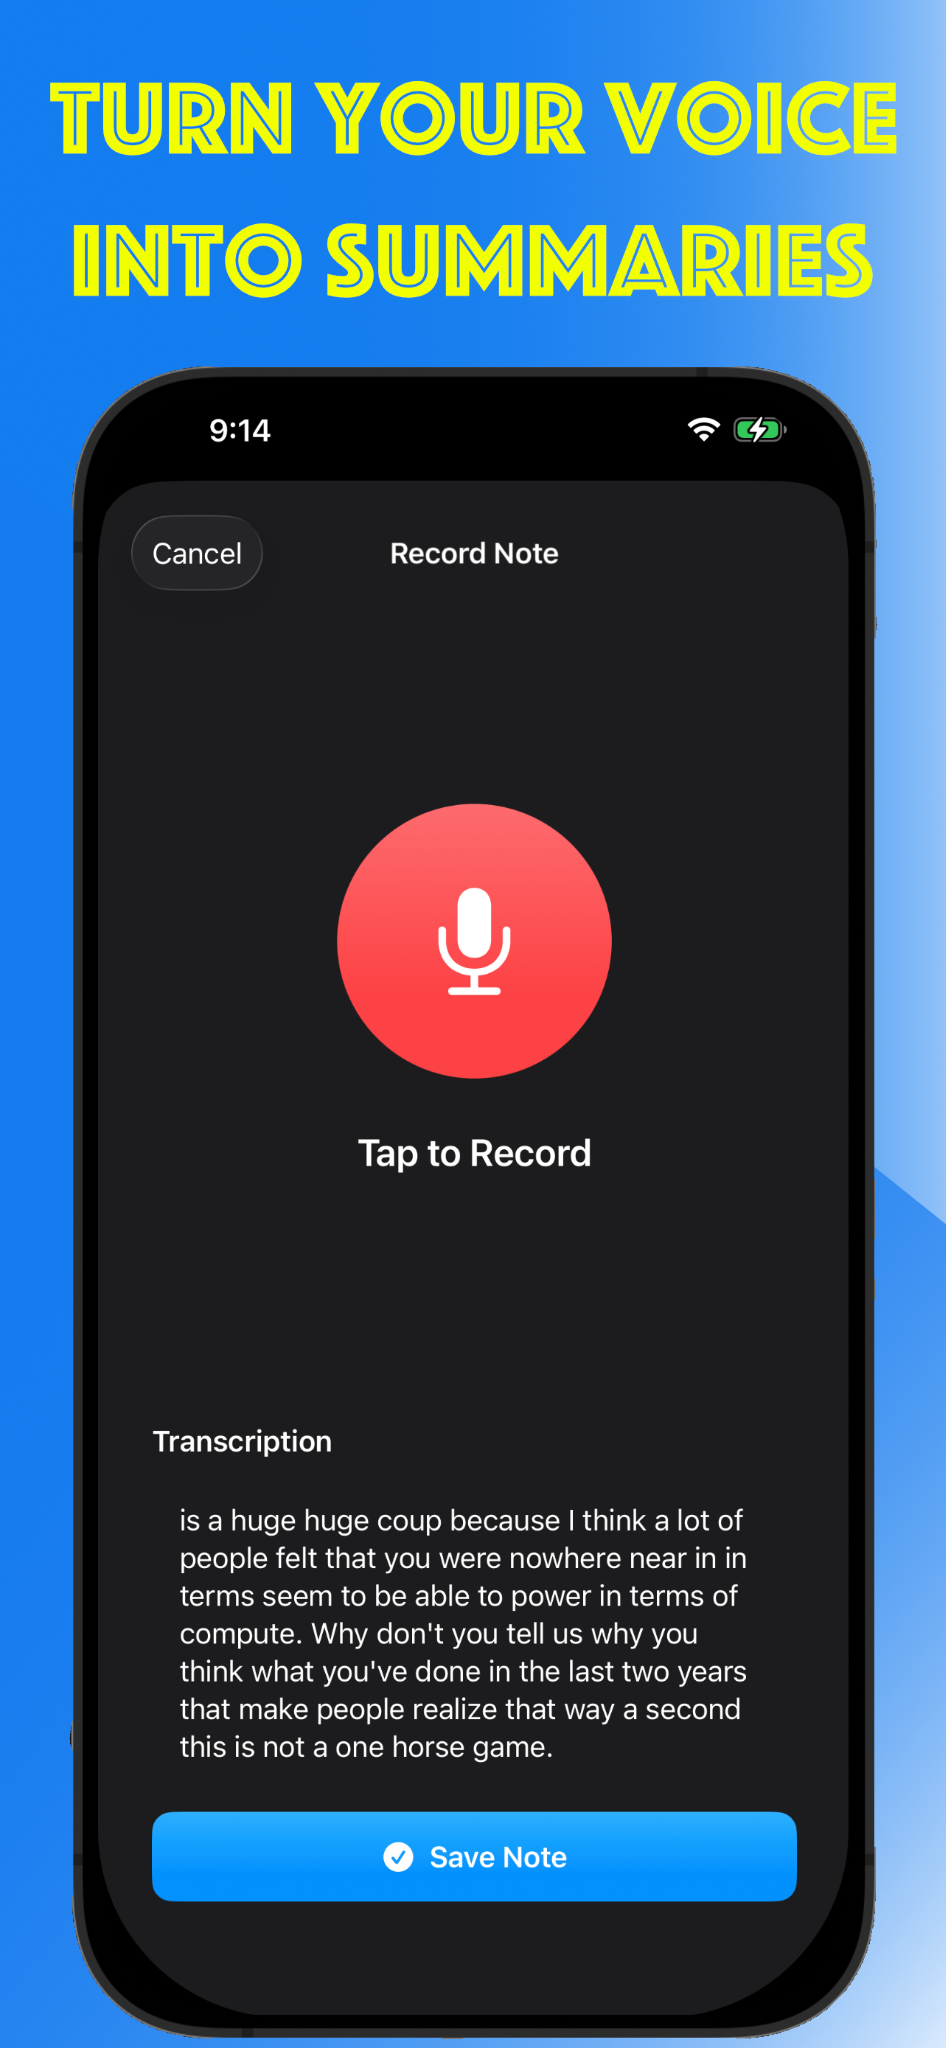 TURN YOUR VOICE
INTO SUMMARIES
9:14
Cancel
Record Note
Tap to Record
Transcription
is a huge huge coup because I think a lot of
people felt that you were nowhere near in in
terms seem to be able to power in terms of
compute. Why don't you tell us why you
think what you've done in the last two years
that make people realize that way a second
this is not a one horse game.
Save Note